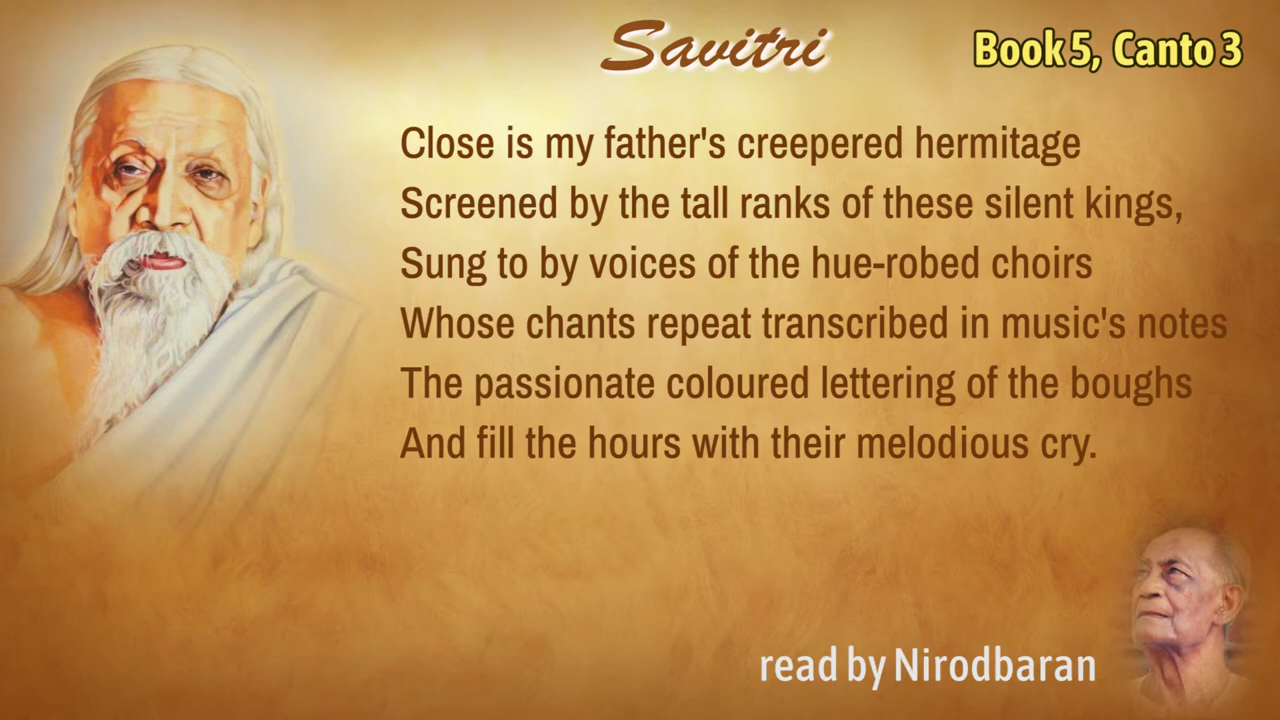 Savitri
Book 5, Canto 3
Close is my father's creepered hermitage
Screened by the tall ranks of these silent kings,
Sung to by voices of the hue-robed choirs
Whose chants repeat transcribed in music's notes
The passionate coloured lettering of the boughs
And fill the hours with their melodious cry.
read by Nirodbaran